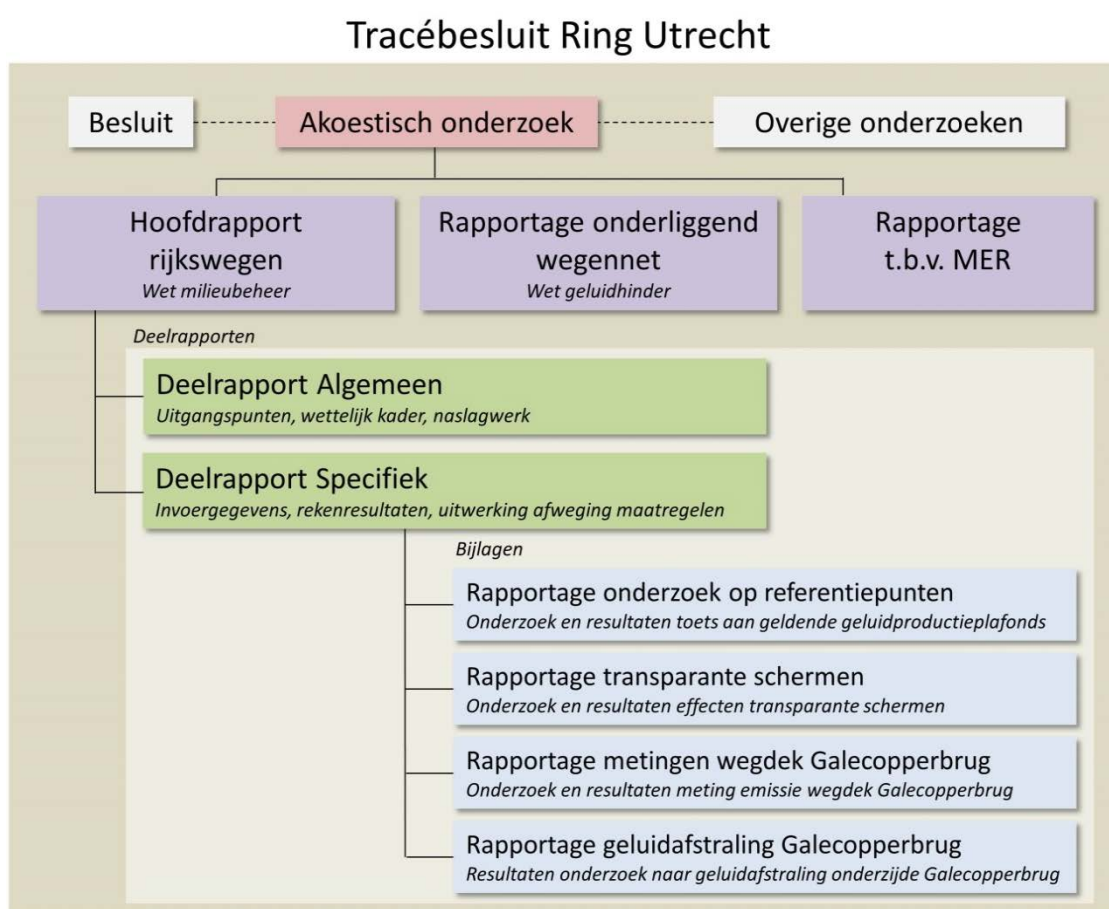 Tracébesluit Ring Utrecht
Besluit
Akoestisch onderzoek
Overige onderzoeken
Hoofdrapport
rijkswegen
Wet milieubeheer
Rapportage onderliggend
wegennet
Wet geluidhinder
Rapportage
t.b.v. MER
Deelrapporten
Deelrapport Algemeen
Uitgangspunten, wettelijk kader, naslagwerk
Deelrapport Specifiek
Invoergegevens, rekenresultaten, uitwerking afweging maatregelen
Bijlagen
Rapportage onderzoek op referentiepunten
Onderzoek en resultaten toets aan geldende geluidproductieplafonds
Rapportage transparante schermen
Onderzoek en resultaten effecten transparante schermen
Rapportage metingen wegdek Galecopperbrug
Onderzoek en resultaten meting emissie wegdek Galecopperbrug
Rapportage geluidafstraling Galecopperbrug
Resultaten onderzoek naar geluidafstraling onderzijde Galecopperbrug